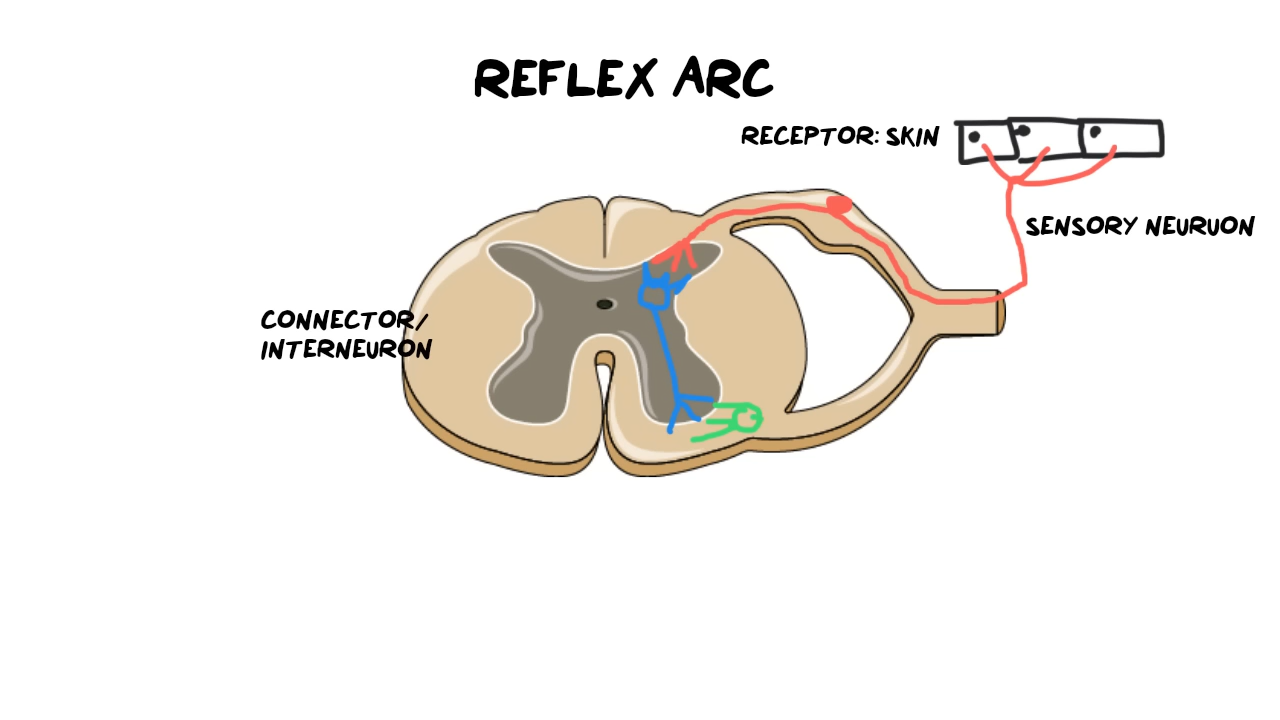 REFLEX ARC
RECEPTOR: SKIN
SENSORY NEURUON
CONNECTOR/
INTERNEURON